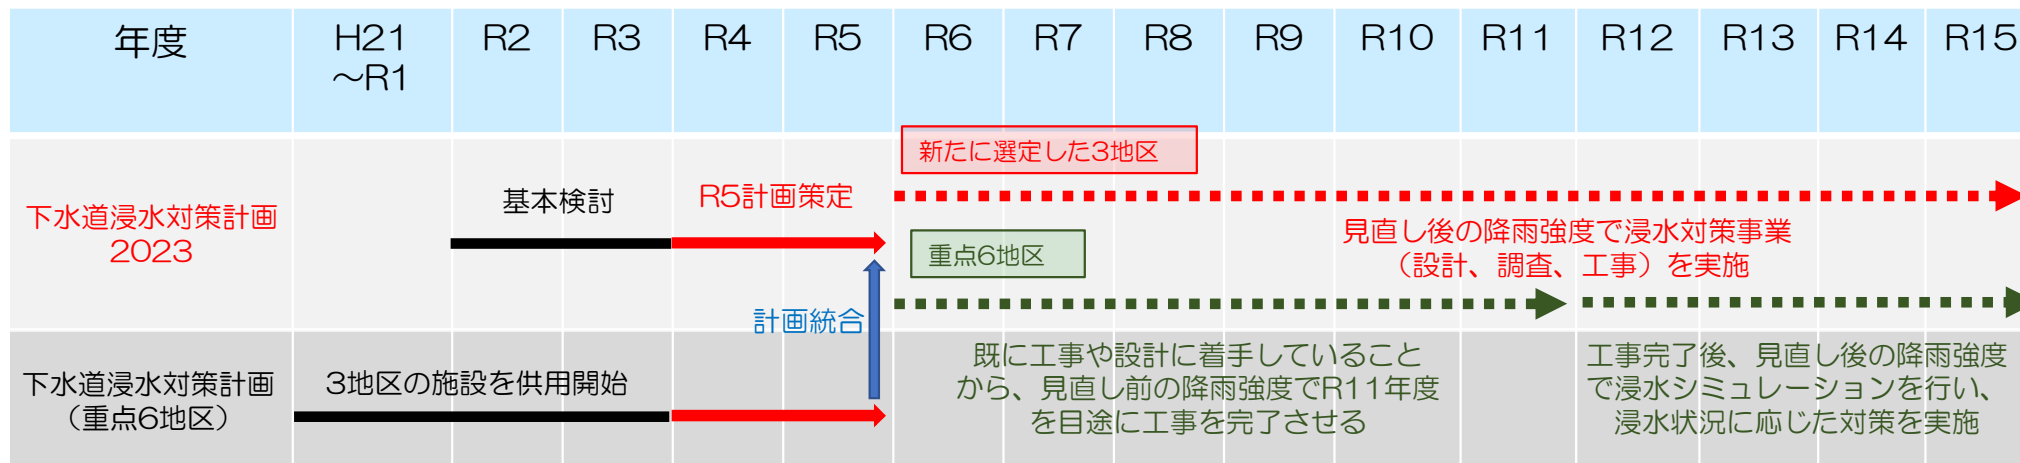 年度
H21
～R1
R2
R3
R4
R5
R6
R7
R8
R9
R10
R11
R12
R13
R14
R15
下水道浸水対策計画
2023
基本検討
R5計画策定
新たに選定した3地区
見直し後の降雨強度で浸水対策事業
（設計、調査、工事）を実施
重点6地区
計画統合
下水道浸水対策計画
（重点6地区）
3地区の施設を供用開始
既に工事や設計に着手していること
から、見直し前の降雨強度でR11年度
を目途に工事を完了させる
工事完了後、見直し後の降雨強度
で浸水シミュレーションを行い、
浸水状況に応じた対策を実施